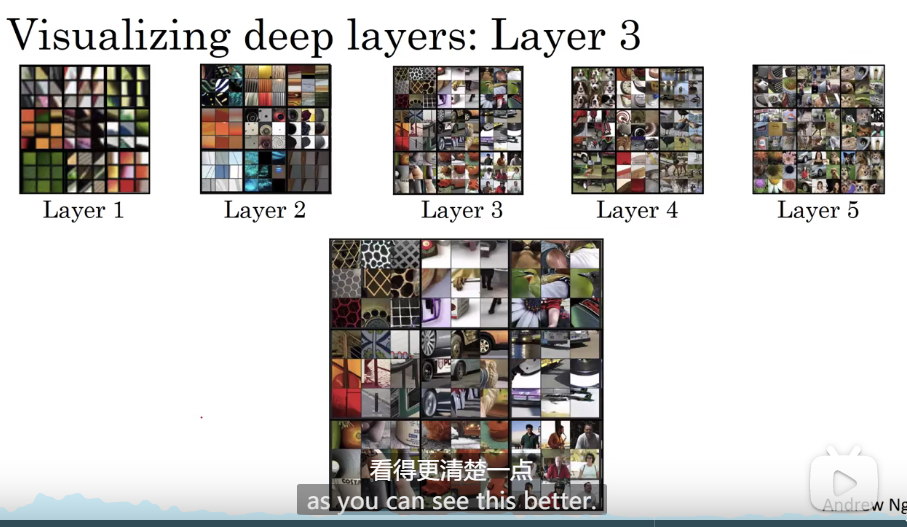 Visualizing deep layers: Layer 3
Layer 1
Layer 2
Layer 3
Layer 4
Layer 5
看得更清楚一点
as you can see this better.
Andrew Ng